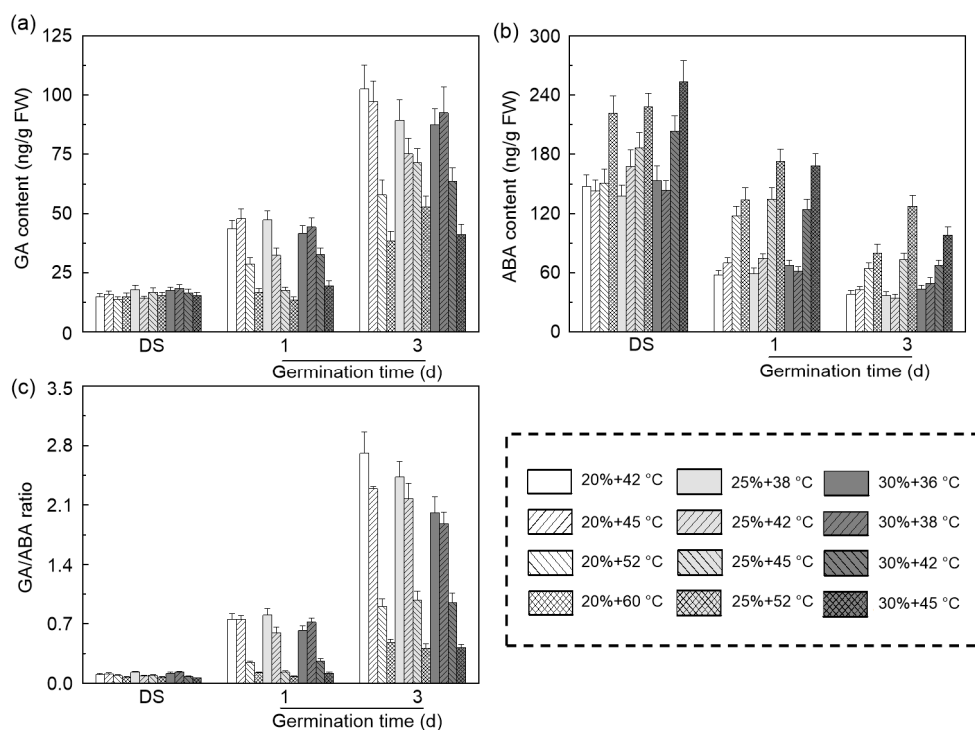 (a)
GA content (ng/g FW)
125
100
75
50
25
0
DS
1
3
Germination time (d)
(b)
ABA content (ng/g FW)
300
240
180
120
60
0
DS
1
3
Germination time (d)
(c)
GA/ABA ratio
3.5
2.8
2.1
1.4
0.7
0.0
DS
1
3
Germination time (d)
20%+42 °C
25%+38 °C
30%+36 °C
20%+45 °C
25%+42 °C
30%+38 °C
20%+52 °C
25%+45 °C
30%+42 °C
20%+60 °C
25%+52 °C
30%+45 °C